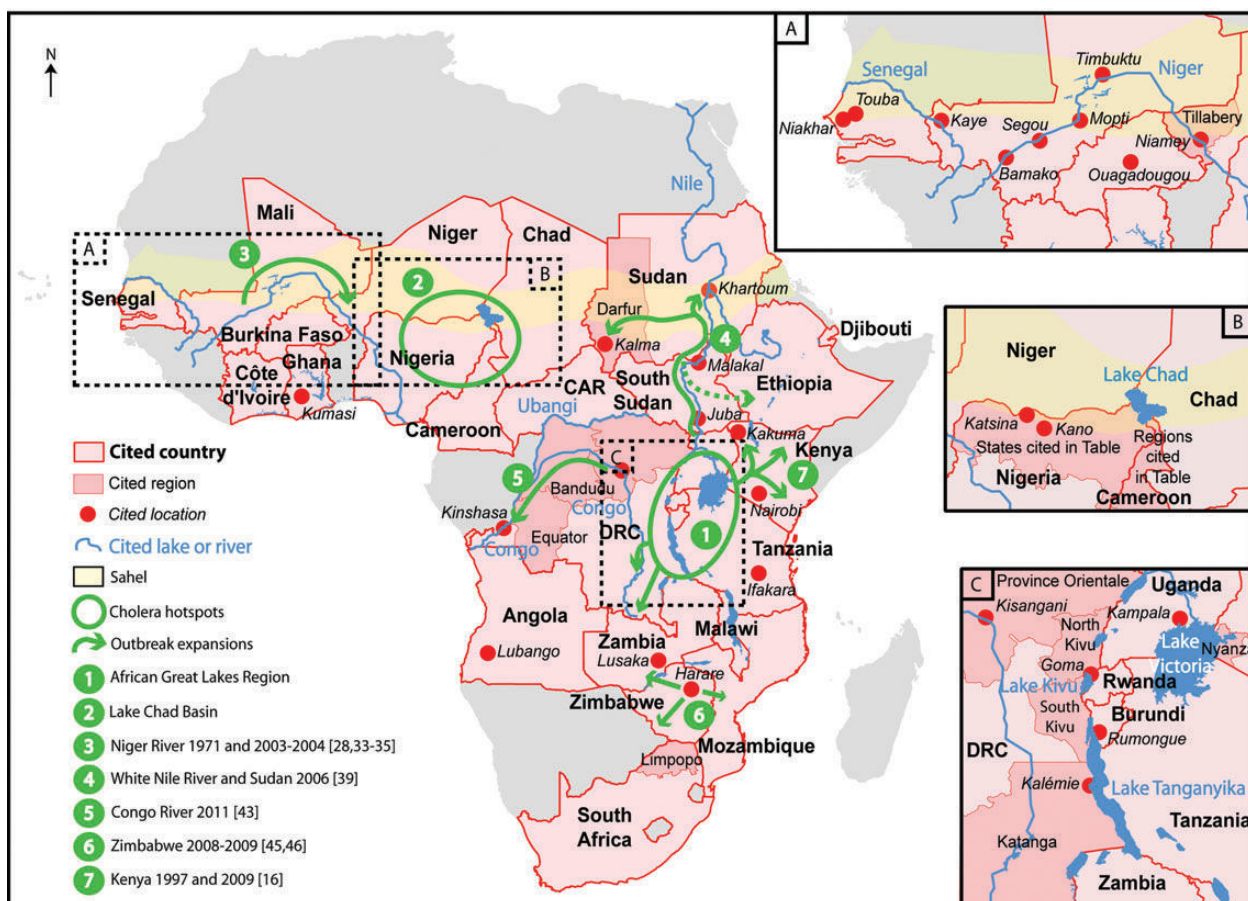 N
Mali
Niger
Chad
Nile
A
3
2
B
Senegal
Burkina Faso
Ghana
Côte
d'Ivoire
Kumasi
Nigeria
Cameroon
CAR
Sudan
Khartoum
Darfur
Kalma
4
Malakal
South
Sudan
Djibouti
Ethiopia
Juba
Kakuma
Kenya
7
Nairobi
Ubangi
C
5
Bandudu
Congo
Kinshasa
Congo
Equator
DRC
1
Tanzania
Ifakara
Angola
Lubango
Zambia
Lusaka
Malawi
Harare
Zimbabwe
6
Mozambique
Limpopo
South
Africa
Cited country
Cited region
Cited location
Cited lake or river
Sahel
Cholera hotspots
Outbreak expansions
1 African Great Lakes Region
2 Lake Chad Basin
3 Niger River 1971 and 2003-2004 [28,33-35]
4 White Nile River and Sudan 2006 [39]
5 Congo River 2011 [43]
6 Zimbabwe 2008-2009 [45,46]
7 Kenya 1997 and 2009 [16]
A
Timbuktu
Senegal
Niger
Touba
Niakhar
Kaye
Segou
Mopti
Tillabery
Niamey
Bamako
Ouagadougou
B
Niger
Lake Chad
Chad
Katsina
Kano
States cited in Table
Regions
cited
in Table
Nigeria
Cameroon
C
Province Orientale
Uganda
Kisangani
Kampala
North
Kivu
Lake
Victoria
Nyanza
Goma
Lake Kivu
Rwanda
South
Kivu
Burundi
DRC
Rumongue
Kalémie
Lake Tanganyika
Tanzania
Katanga
Zambia